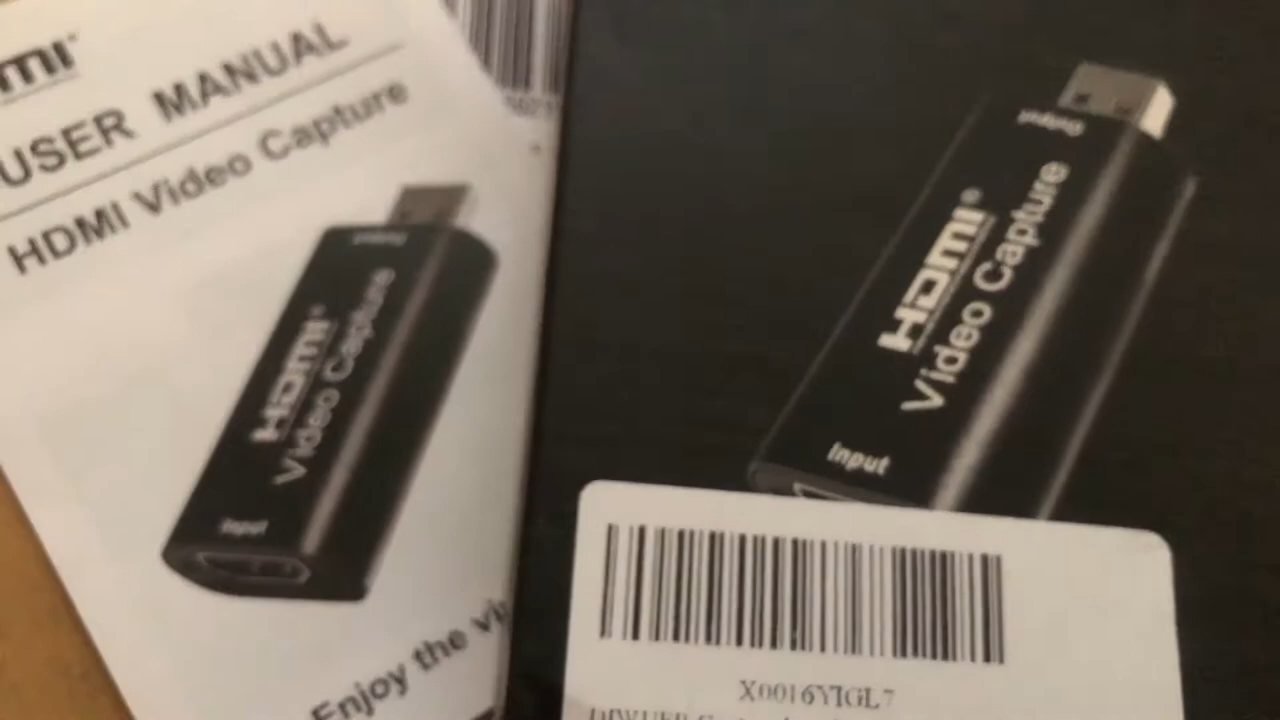 USER MANUAL
HDMI Video Capture
Output
HDMI
Video Capture
Input
Enjoy the
Output
HDMI
Video Capture
Input
X0016YIGL7